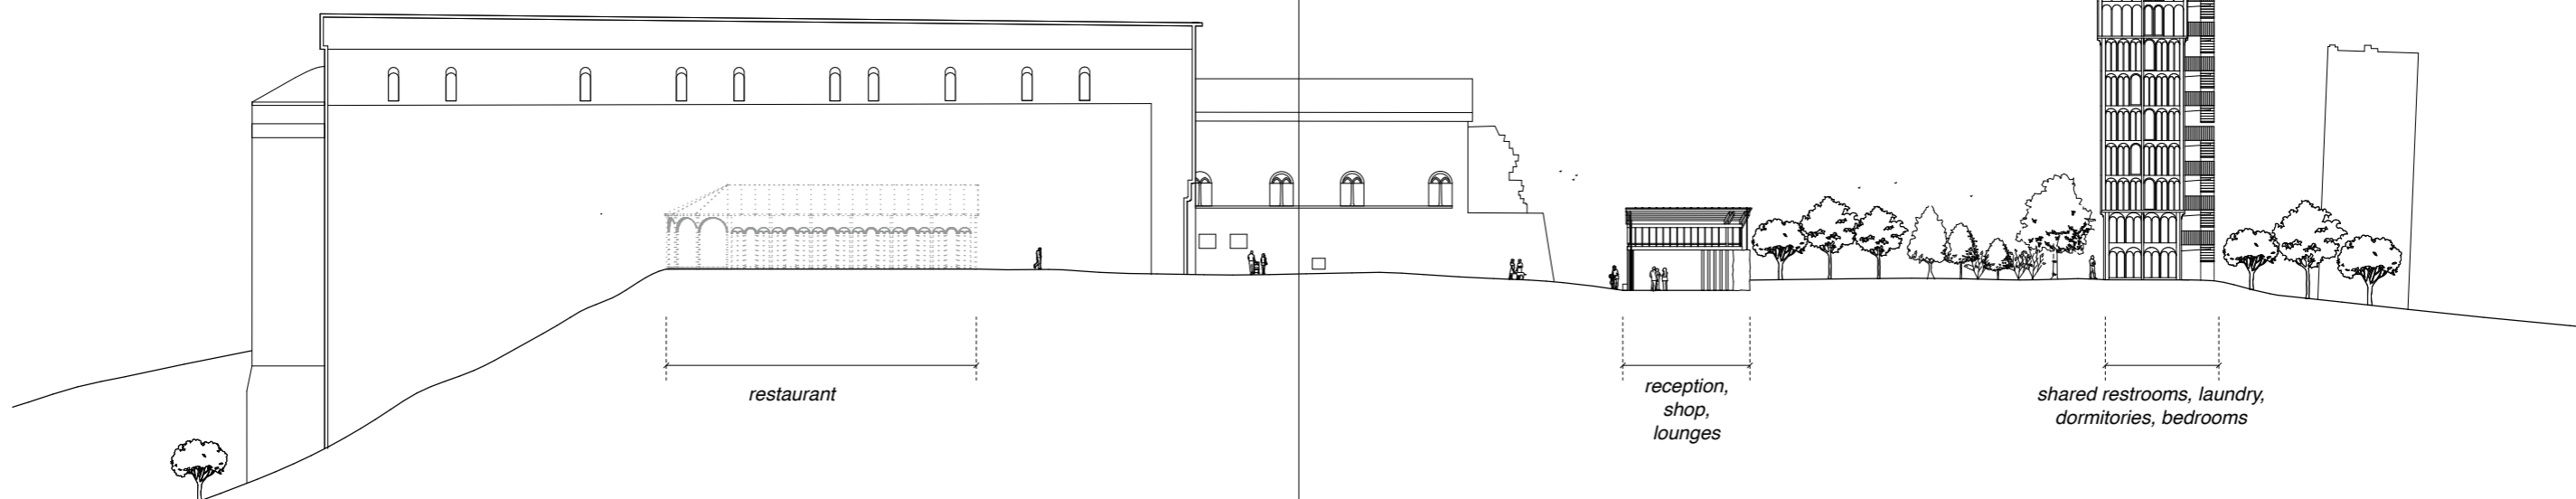 restaurant
reception,
shop,
lounges
shared restrooms, laundry,
dormitories, bedrooms